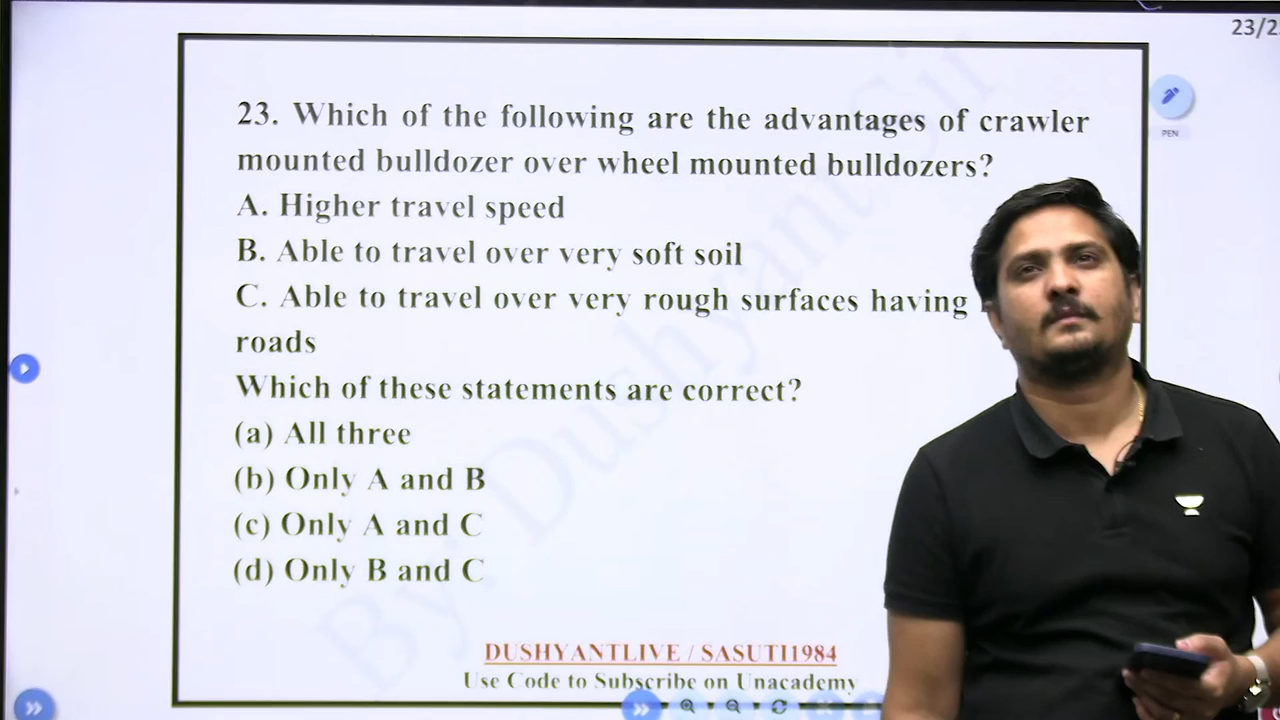 23/2
23. Which of the following are the advantages of crawler
mounted bulldozer over wheel mounted bulldozers?
A. Higher travel speed
B. Able to travel over very soft soil
C. Able to travel over very rough surfaces having
roads
Which of these statements are correct?
(a) All three
(b) Only A and B
(c) Only A and C
(d) Only B and C
DUSHYANTLIVE / SASUTI1984
Use Code to Subscribe on Unacademy
PEN
By: Dushyant Sir